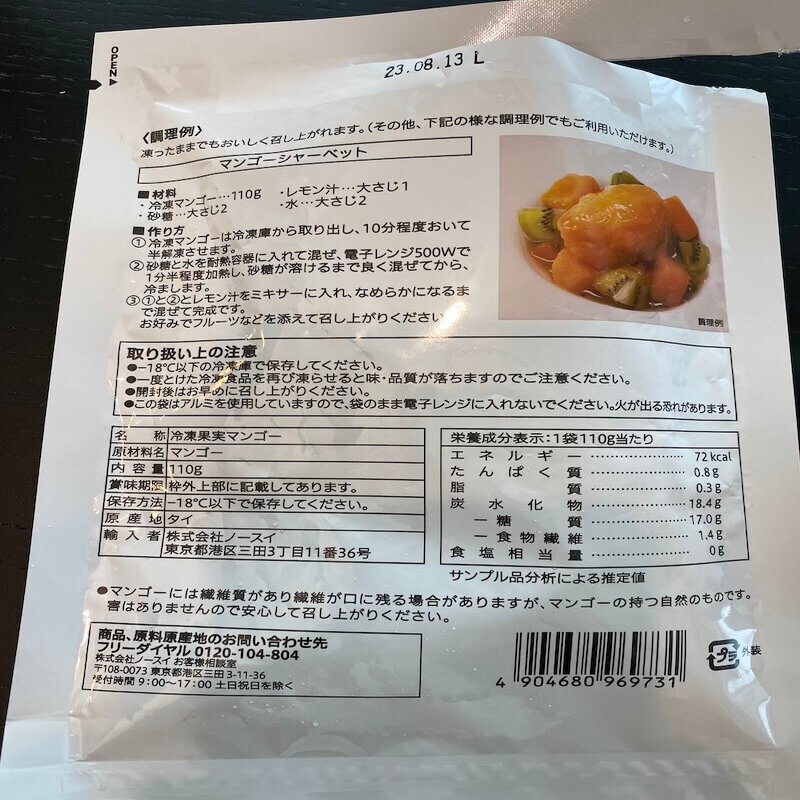 OPEN
23.08.13 L
〈調理例〉
凍ったままでもおいしく召し上がれます。（その他、下記の様な調理例でもご利用いただけます。）
マンゴーシャーベット
■材料
・冷凍マンゴー…110g ・レモン汁…大さじ1
・砂糖…大さじ2 ・水…大さじ2
■作り方
①冷凍マンゴーは冷凍庫から取り出し、10分程度おいて
半解凍させます。
②砂糖と水を耐熱容器に入れて混ぜ、電子レンジ500Wで
1分半程度加熱し、砂糖が溶けるまで良く混ぜてから、
冷まします。
③①と②とレモン汁をミキサーに入れ、なめらかになるま
で混ぜて完成です。
お好みでフルーツなどを添えて召し上がりください
調理例
取り扱い上の注意
●−18℃以下の冷凍庫で保存してください。
●一度とけた冷凍食品を再び凍らせると味・品質が落ちますのでご注意ください。
●開封後はお早めに召し上がりください。
●この袋はアルミを使用していますので、袋のまま電子レンジに入れないでください。火が出る恐れがあります。
名称 冷凍果実マンゴー
原材料名 マンゴー
内容量 110g
賞味期限 枠外上部に記載してあります。
保存方法 −18℃以下で保存してください。
原産地 タイ
輸入者 株式会社ノースイ
東京都港区三田3丁目11番36号
栄養成分表示：1袋110g当たり
エネルギー……72kcal
たんぱく質……0.8g
脂質……0.3g
炭水化物……18.4g
−糖質……17.0g
−食物繊維……1.4g
食塩相当量……0g
サンプル品分析による推定値
●マンゴーには繊維質があり繊維が口に残る場合がありますが、マンゴーの持つ自然のものです。
害はありませんので安心して召し上がりください。
商品、原料原産地のお問い合わせ先
フリーダイヤル 0120-104-804
株式会社ノースイ お客様相談室
〒108-0073 東京都港区三田 3-11-36
受付時間 9:00〜17:00 土日祝日を除く
4 904680 969731
プラ 外装